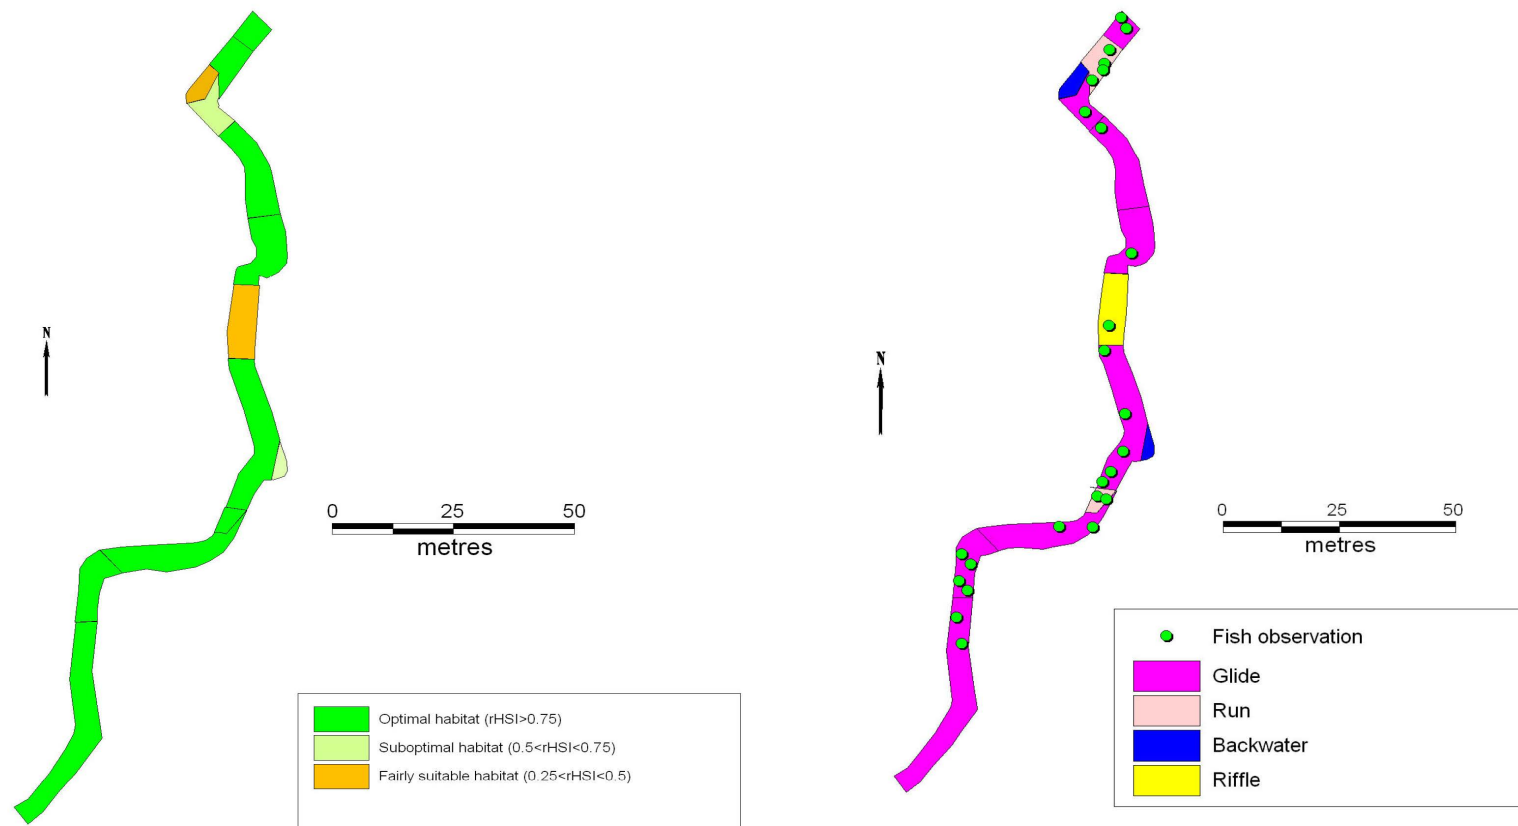 N
0 25 50
metres
Optimal habitat (rHSI>0.75)
Suboptimal habitat (0.5<rHSI<0.75)
Fairly suitable habitat (0.25<rHSI<0.5)
N
0 25 50
metres
Fish observation
Glide
Run
Backwater
Riffle